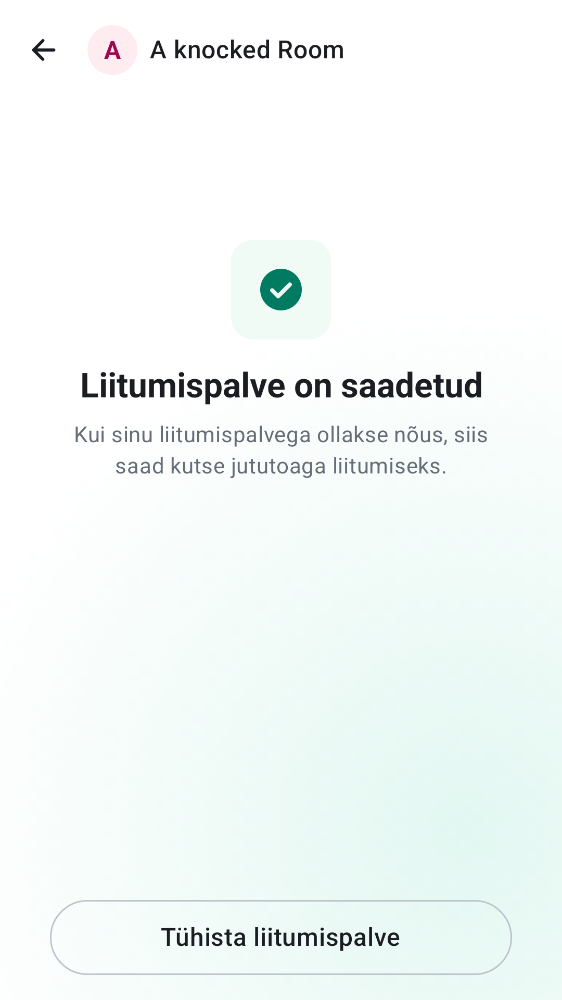 A
A knocked Room
Liitumispalve on saadetud
Kui sinu liitumispalvega ollakse nõus, siis
saad kutse jututoaga liitumiseks.
Tühista liitumispalve